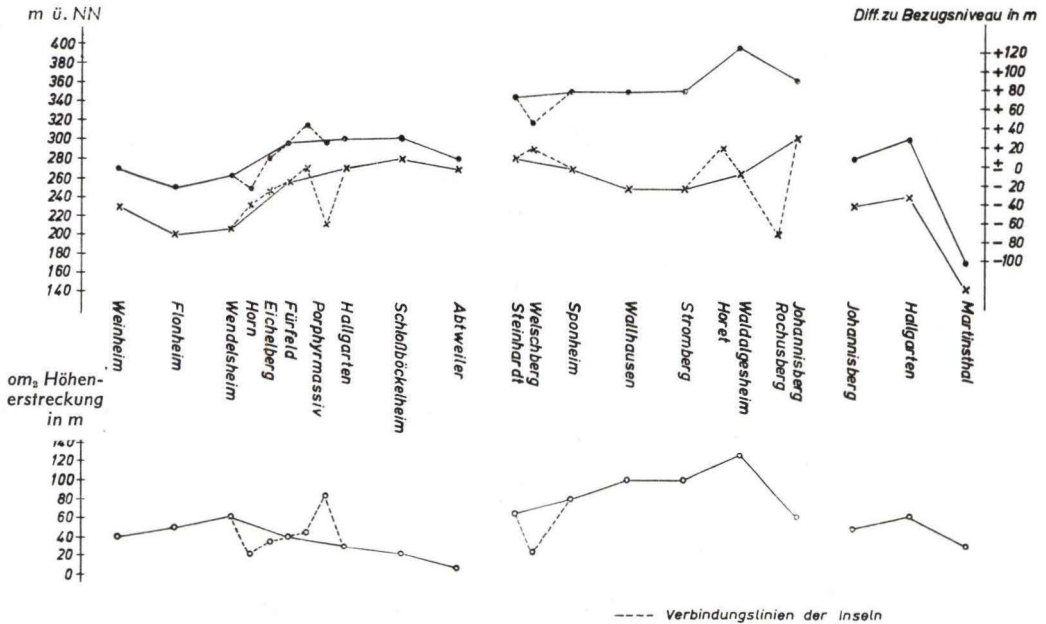 m ü. NN
Diff. zu Bezugsniveau in m
400
380
360
340
320
300
280
260
240
220
200
180
160
140
+120
+100
+ 80
+ 60
+ 40
+ 20
± 0
- 20
- 40
- 60
- 80
-100
Weinheim
Flonheim
Wendelsheim
Horn
Eichelberg
Fürfeld
Porphyrmassiv
Hallgarten
Schloßböckelheim
Abtweiler
Steinhardt
Welschberg
Sponheim
Wallhausen
Stromberg
Horet
Waldalgesheim
Rochusberg
Johannisberg
Johannisberg
Hallgarten
Martinsthal
om₂ Höhen-
erstreckung
in m
140
120
100
80
60
40
20
0
---- Verbindungslinien der Inseln